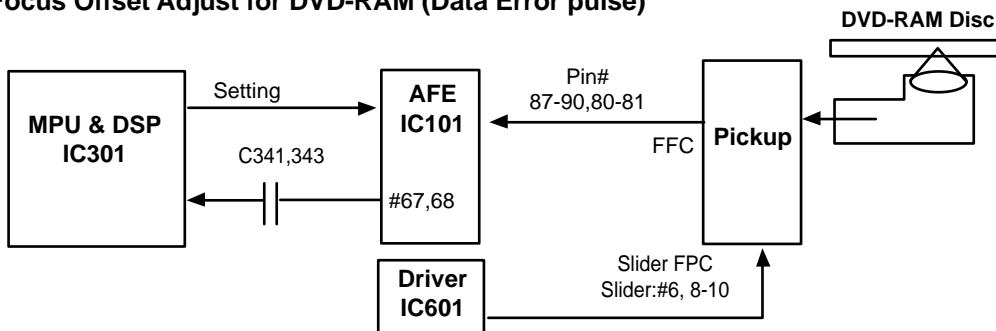 Focus Offset Adjust for DVD-RAM (Data Error pulse)
DVD-RAM Disc
MPU & DSP
IC301
Setting
C341,343
AFE
IC101
#67,68
Pin#
87-90,80-81
FFC
Pickup
Driver
IC601
Slider FPC
Slider:#6, 8-10